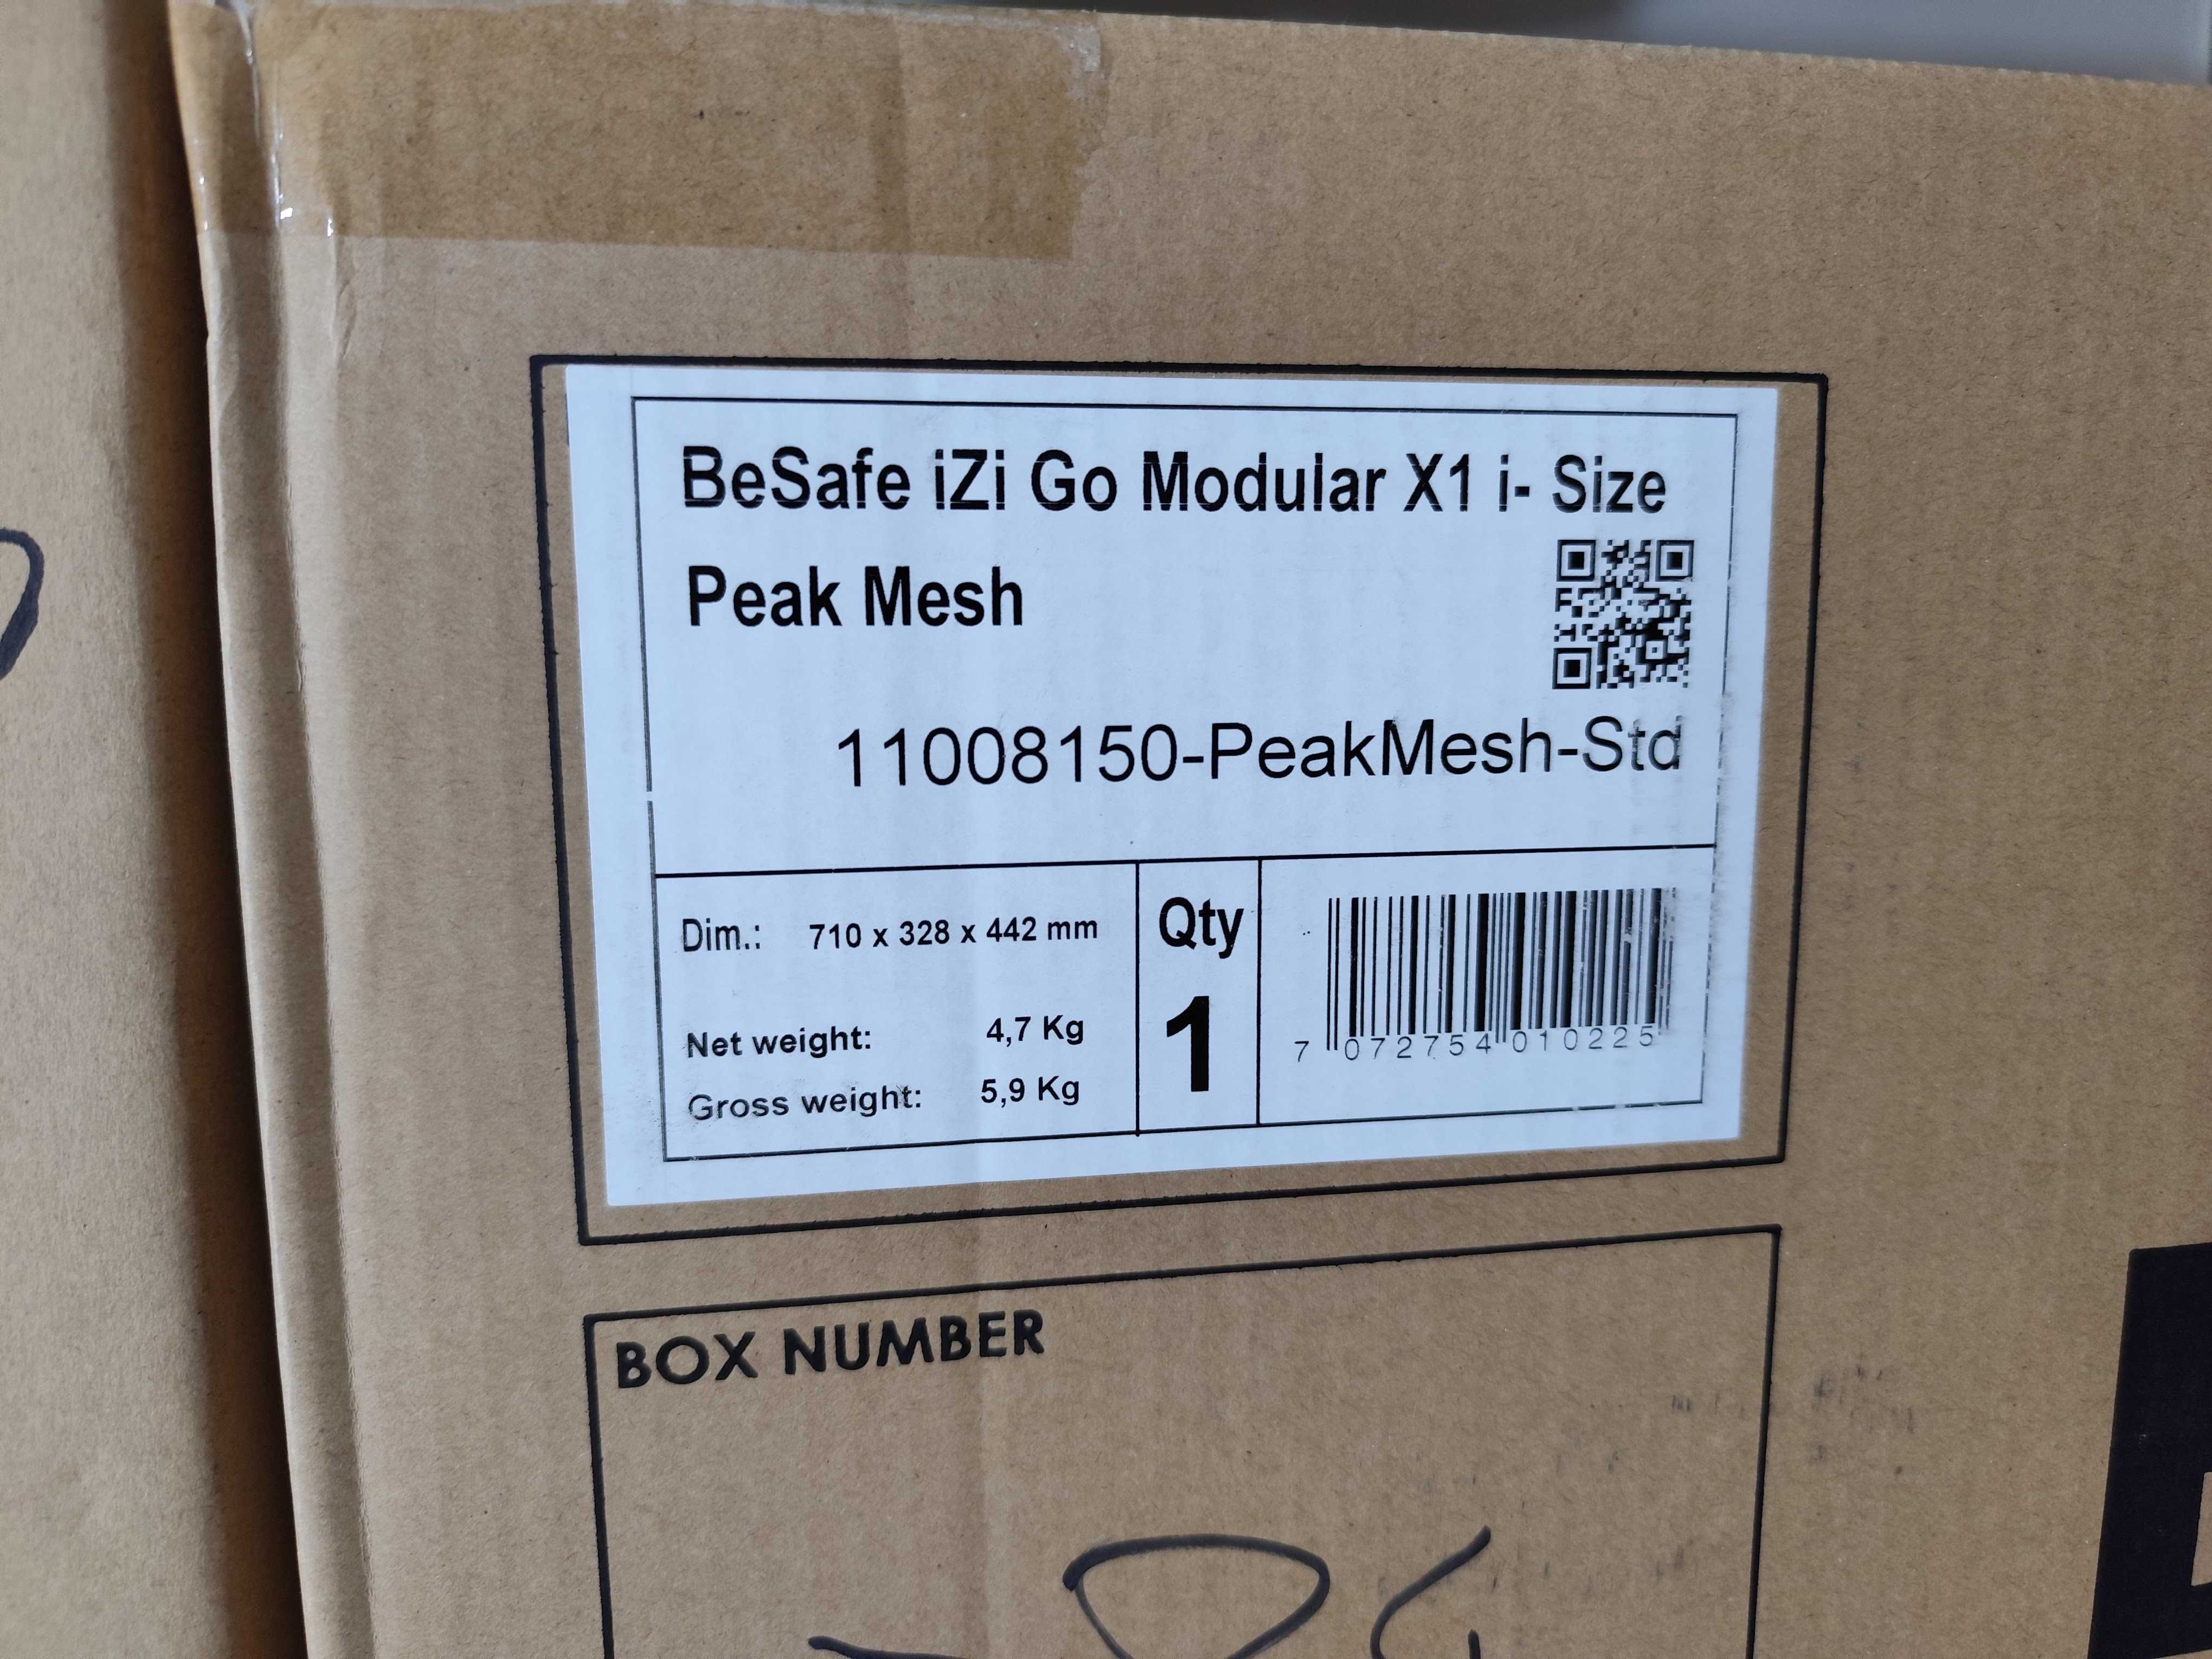 BeSafe iZi Go Modular X1 i- Size
Peak Mesh
11008150-PeakMesh-Std
Dim.: 710 x 328 x 442 mm
Net weight: 4,7 Kg
Gross weight: 5,9 Kg
Qty
1
7 072754 010225
BOX NUMBER